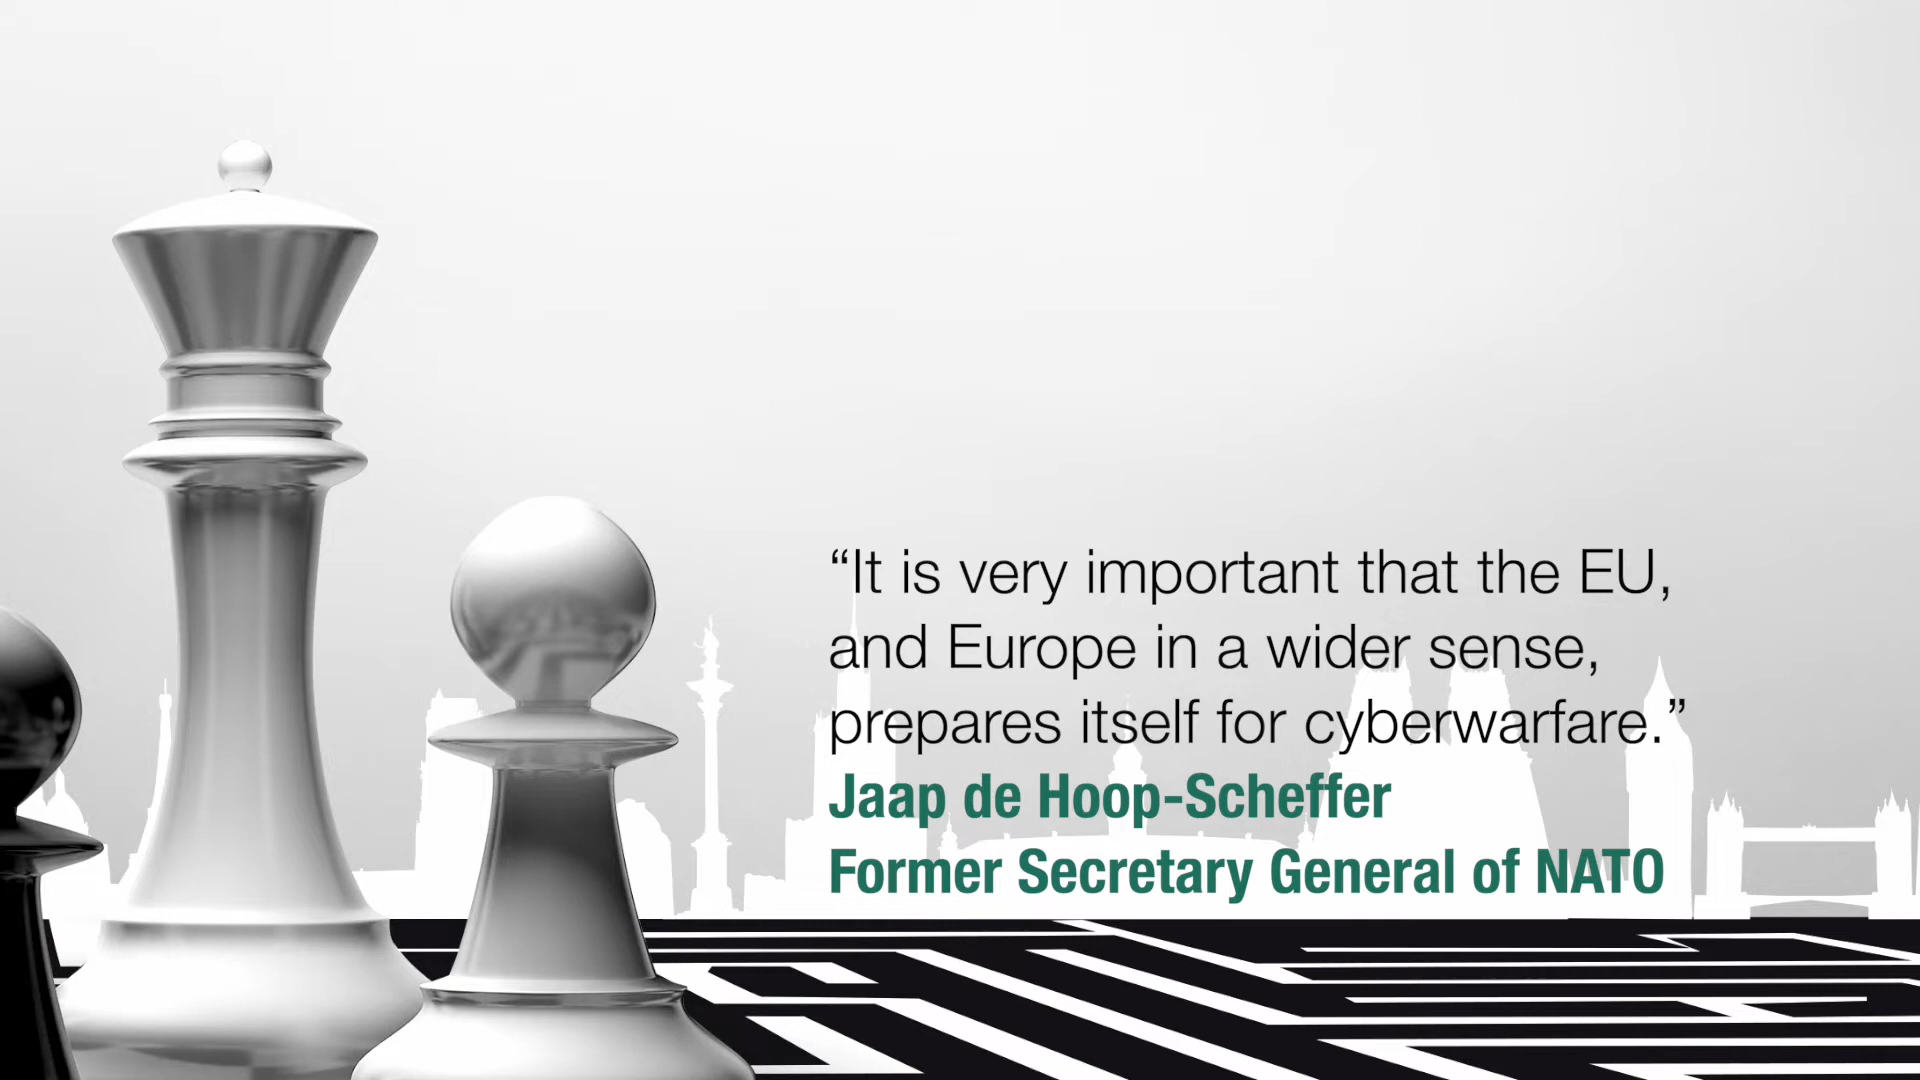 “It is very important that the EU,
and Europe in a wider sense,
prepares itself for cyberwarfare.”
Jaap de Hoop-Scheffer
Former Secretary General of NATO